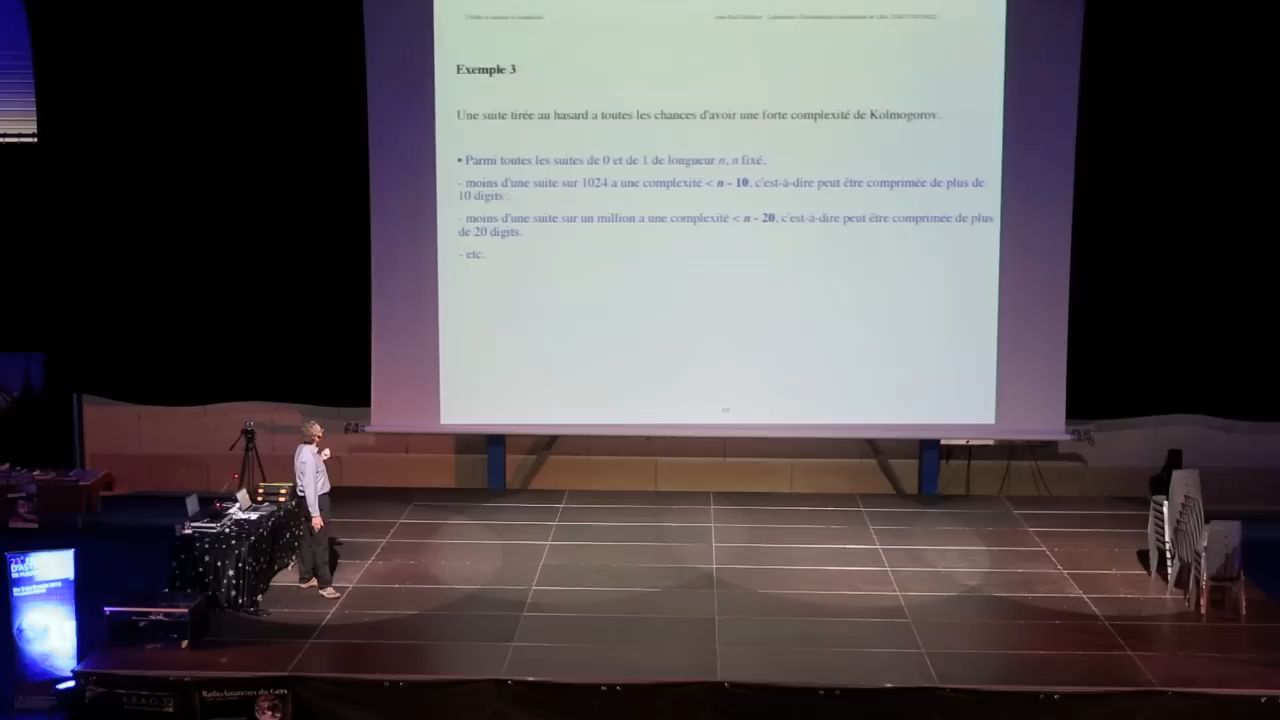 Exemple 3
Une suite tirée au hasard a toutes les chances d'avoir une forte complexité de Kolmogorov.
• Parmi toutes les suites de 0 et de 1 de longueur n, n fixé,
- moins d'une suite sur 1024 a une complexité < n - 10, c'est-à-dire peut être comprimée de plus de
10 digits .
- moins d'une suite sur un million a une complexité < n - 20, c'est-à-dire peut être comprimée de plus
de 20 digits.
- etc.
RadioAmateurs du Gers